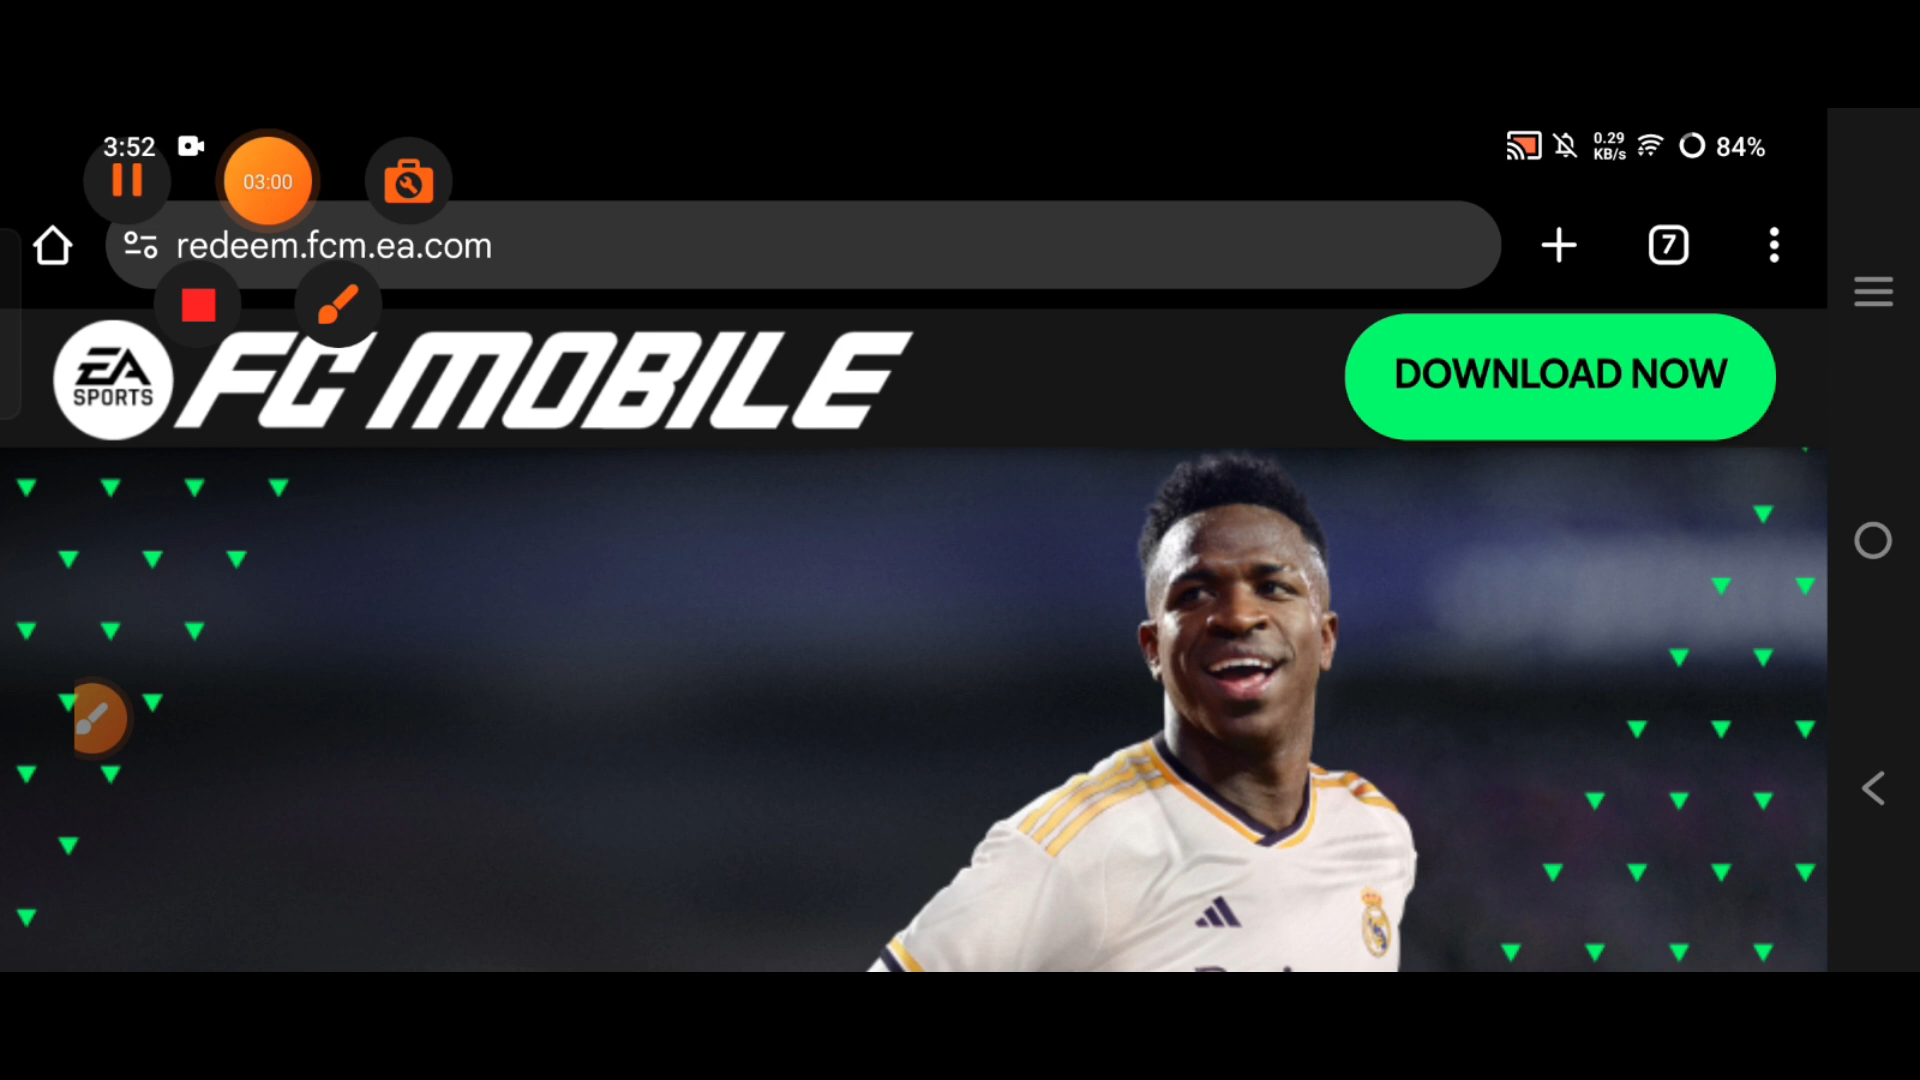 3:52
0.29
KB/s
84%
03:00
redeem.fcm.ea.com
7
EA
SPORTS
FC MOBILE
DOWNLOAD NOW